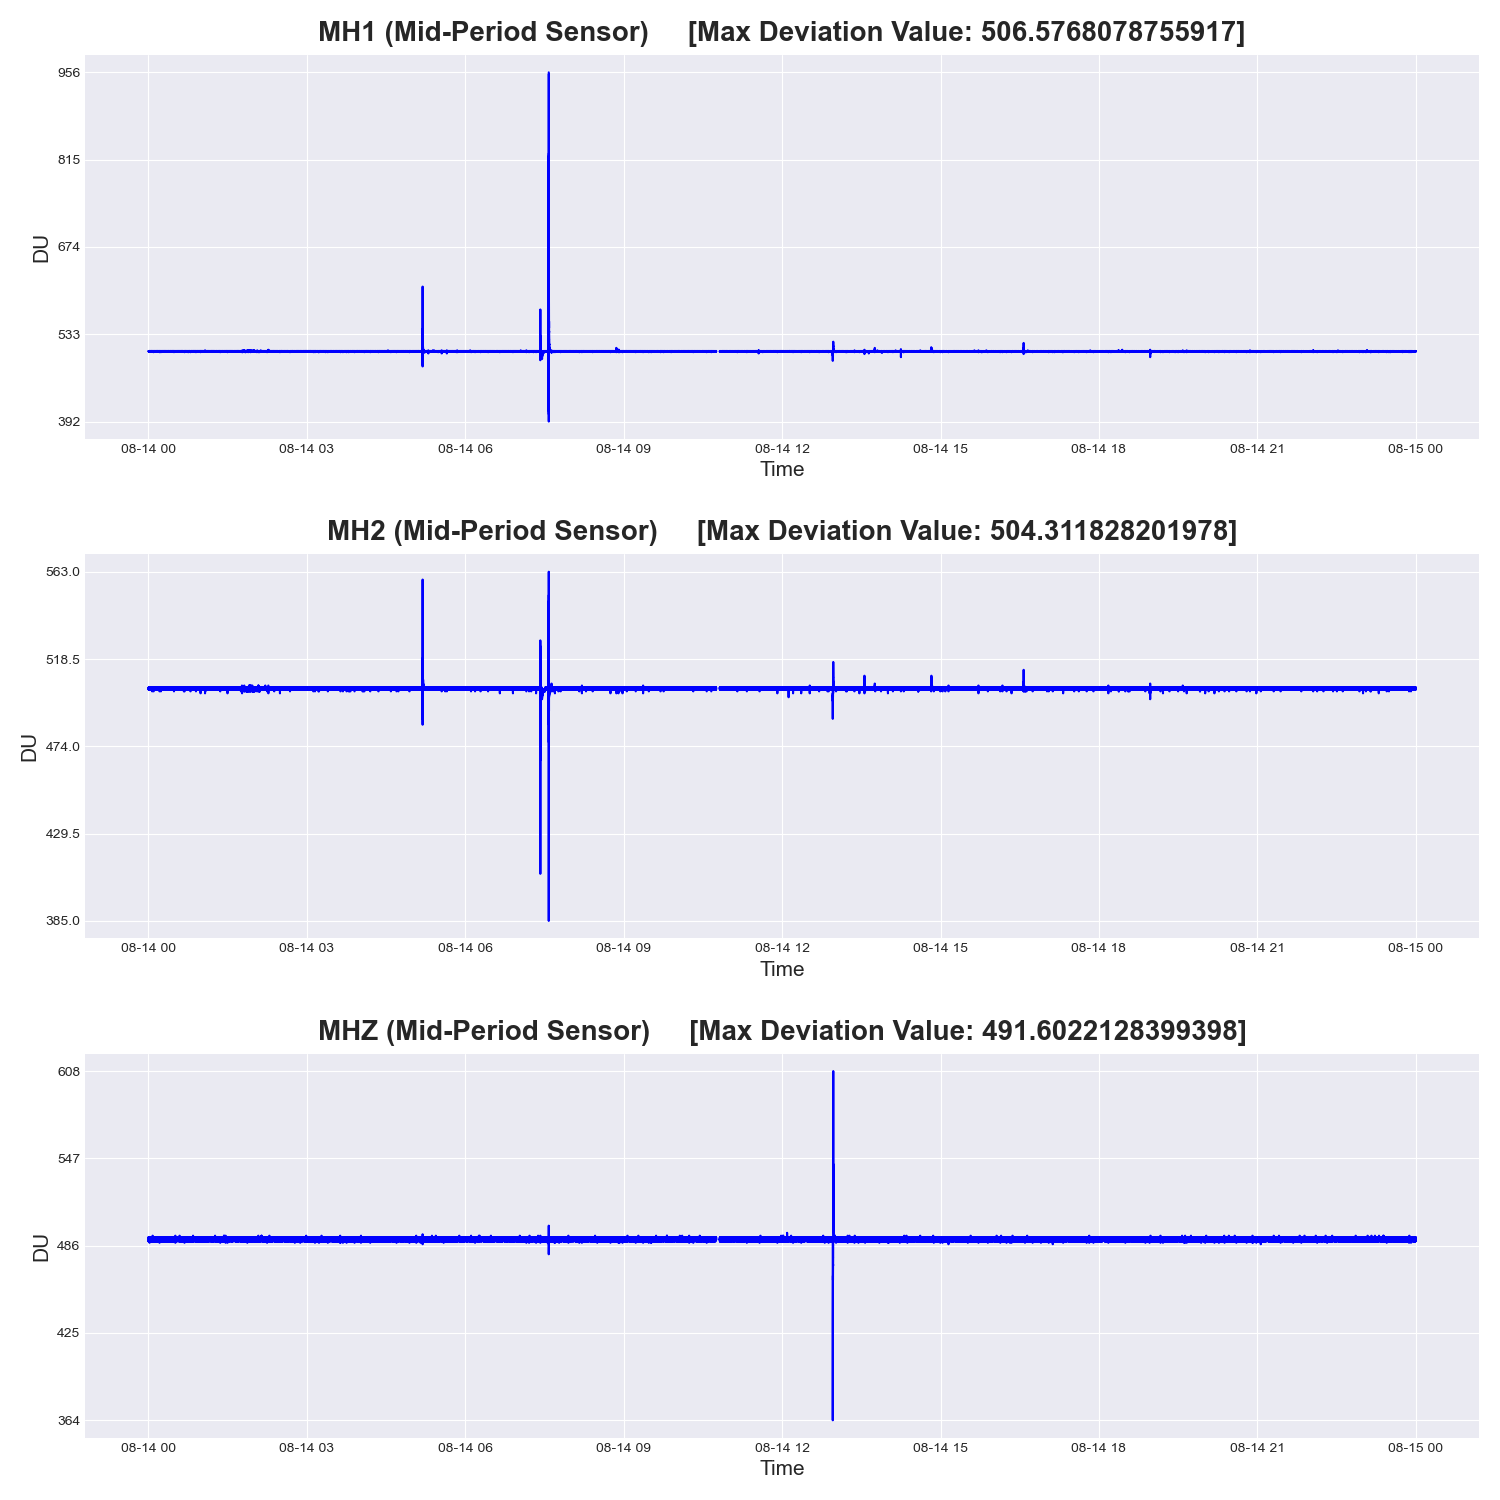 MH1 (Mid-Period Sensor) [Max Deviation Value: 506.5768078755917]
956
815
674
533
392
DU
08-14 00 08-14 03 08-14 06 08-14 09 08-14 12 08-14 15 08-14 18 08-14 21 08-15 00
Time
MH2 (Mid-Period Sensor) [Max Deviation Value: 504.311828201978]
563.0
518.5
474.0
429.5
385.0
DU
08-14 00 08-14 03 08-14 06 08-14 09 08-14 12 08-14 15 08-14 18 08-14 21 08-15 00
Time
MHZ (Mid-Period Sensor) [Max Deviation Value: 491.6022128399398]
608
547
486
425
364
DU
08-14 00 08-14 03 08-14 06 08-14 09 08-14 12 08-14 15 08-14 18 08-14 21 08-15 00
Time